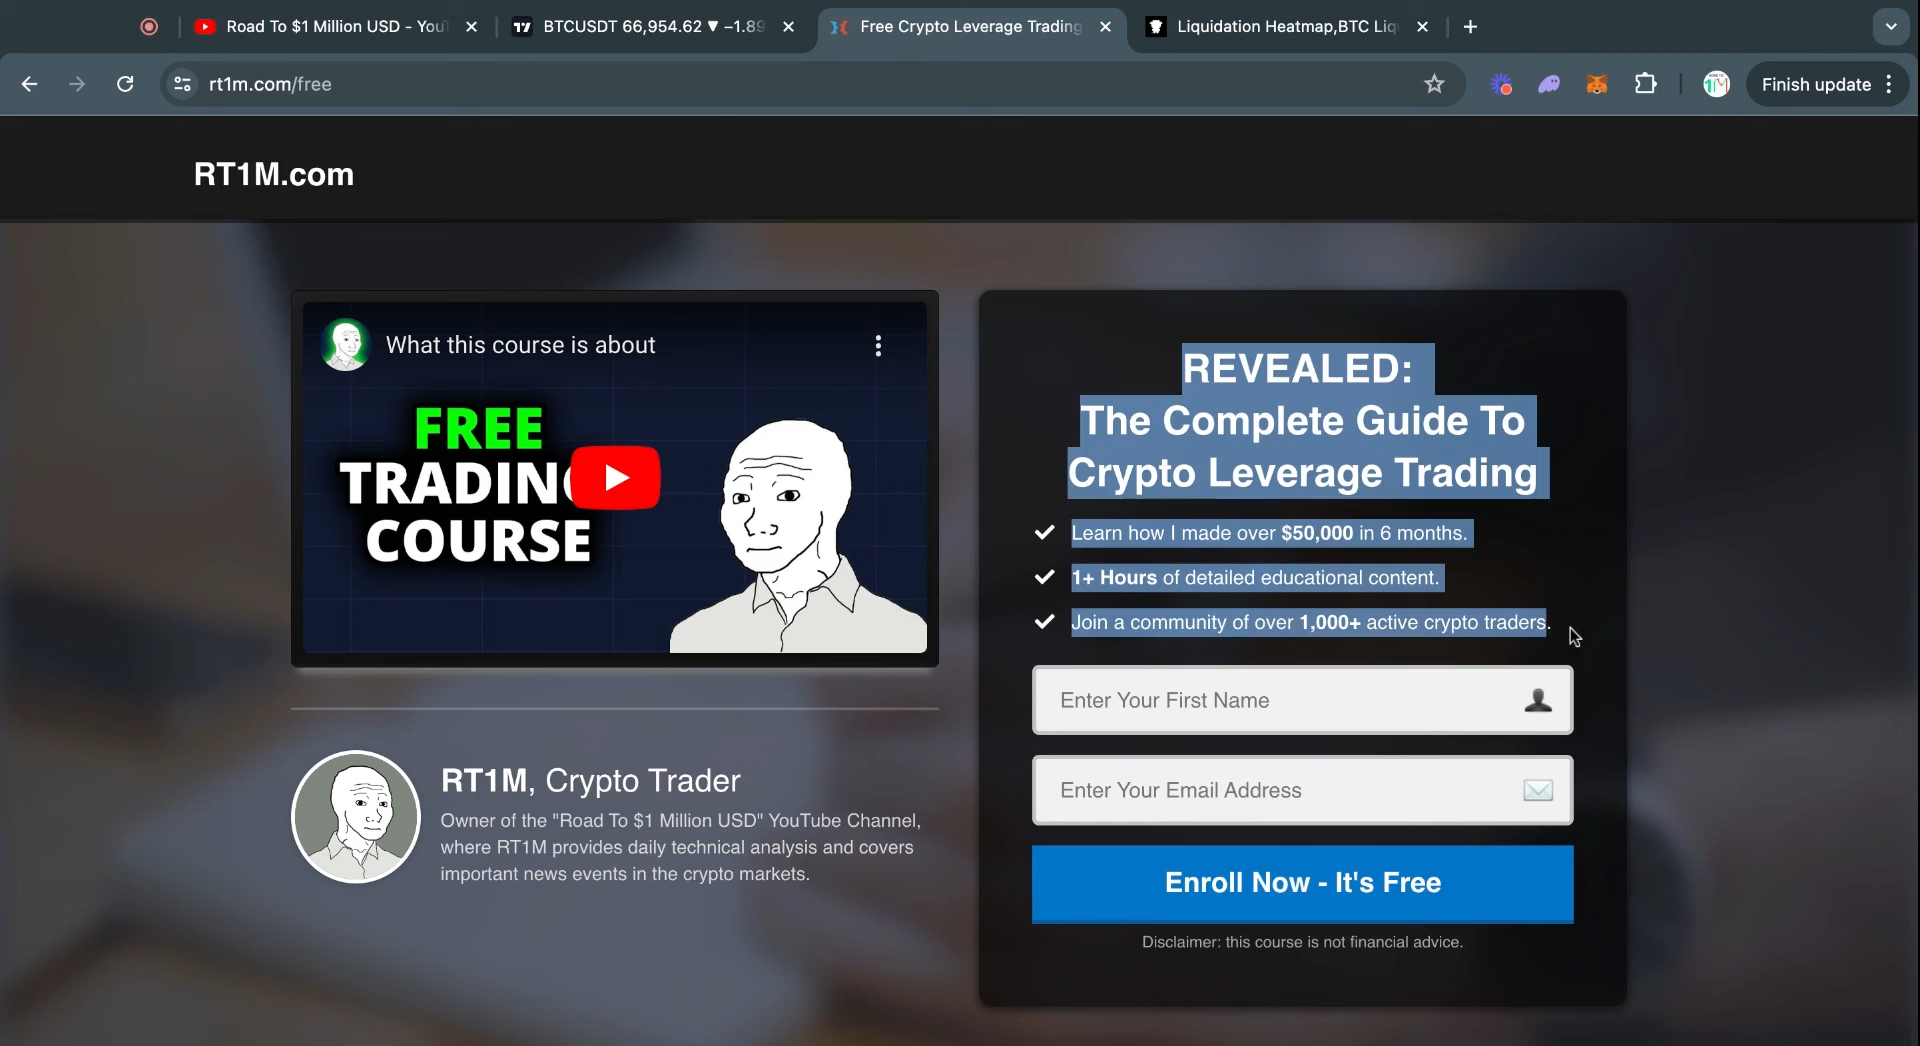 Road To $1 Million USD - You
BTCUSDT 66,954.62 ▼ −1.89
Free Crypto Leverage Trading
Liquidation Heatmap,BTC Liq
rt1m.com/free
Finish update
RT1M.com
What this course is about
FREE
TRADING
COURSE
RT1M, Crypto Trader
Owner of the "Road To $1 Million USD" YouTube Channel,
where RT1M provides daily technical analysis and covers
important news events in the crypto markets.
REVEALED:
The Complete Guide To
Crypto Leverage Trading
Learn how I made over $50,000 in 6 months.
1+ Hours of detailed educational content.
Join a community of over 1,000+ active crypto traders.
Enter Your First Name
Enter Your Email Address
Enroll Now - It's Free
Disclaimer: this course is not financial advice.